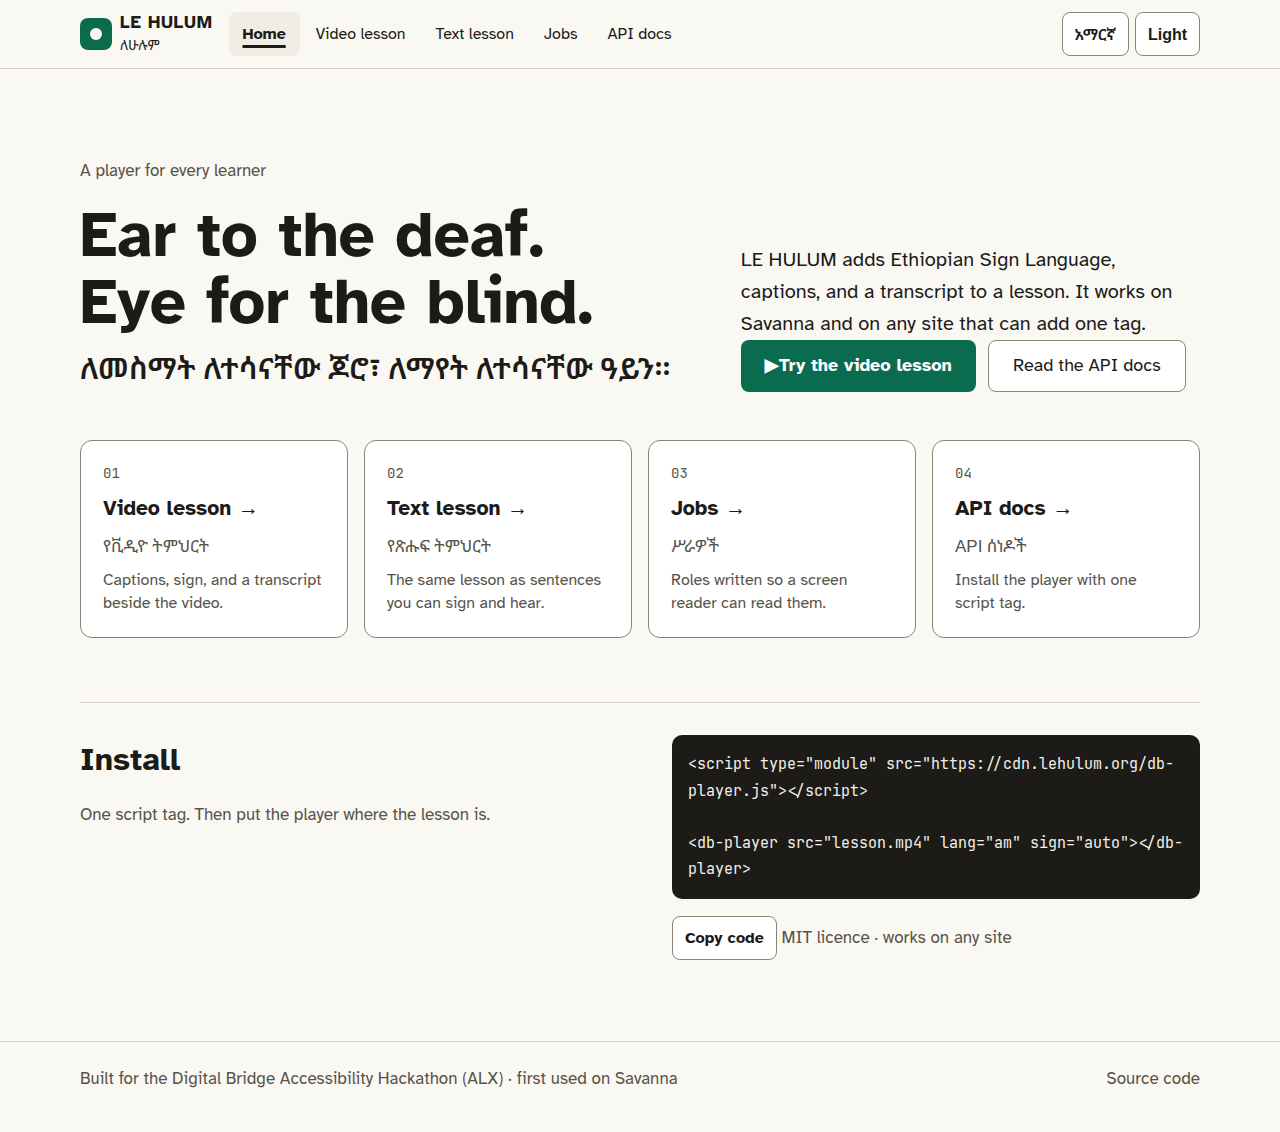 LE HULUM
ለሁሉም
Home
Video lesson
Text lesson
Jobs
API docs
አማርኛ
Light
A player for every learner
Ear to the deaf.
Eye for the blind.
ለመስማት ለተሳናቸው ጆሮ፣ ለማየት ለተሳናቸው ዓይን።
LE HULUM adds Ethiopian Sign Language,
captions, and a transcript to a lesson. It works on
Savanna and on any site that can add one tag.
▶Try the video lesson
Read the API docs
01
Video lesson →
የቪዲዮ ትምህርት
Captions, sign, and a transcript
beside the video.
02
Text lesson →
የጽሑፍ ትምህርት
The same lesson as sentences
you can sign and hear.
03
Jobs →
ሥራዎች
Roles written so a screen
reader can read them.
04
API docs →
API ሰነዶች
Install the player with one
script tag.
Install
One script tag. Then put the player where the lesson is.
<script type="module" src="https://cdn.lehulum.org/db-
player.js"></script>
<db-player src="lesson.mp4" lang="am" sign="auto"></db-
player>
Copy code
MIT licence · works on any site
Built for the Digital Bridge Accessibility Hackathon (ALX) · first used on Savanna
Source code